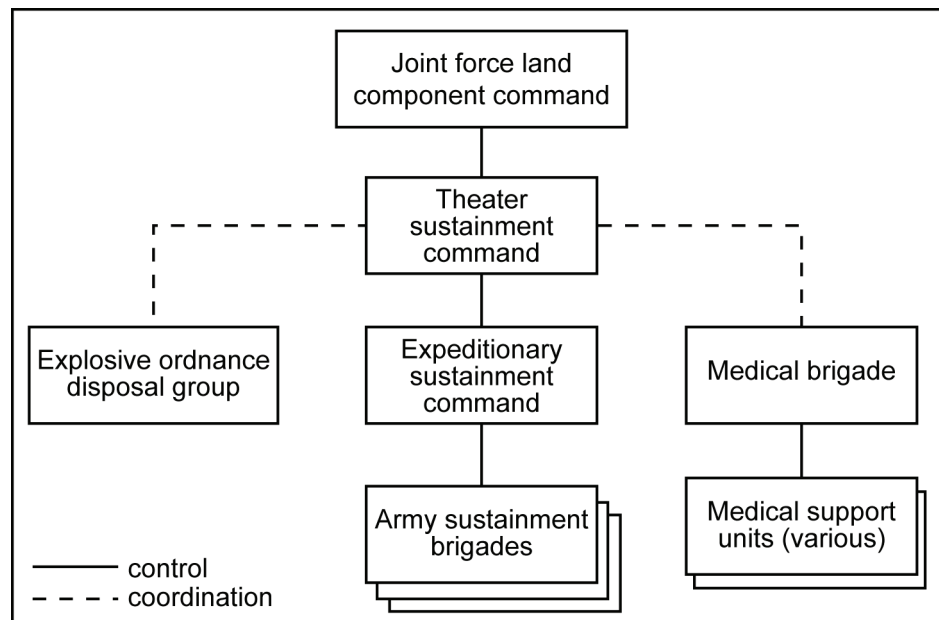 Joint force land
component command
Theater
sustainment
command
Explosive ordnance
disposal group
Expeditionary
sustainment
command
Medical brigade
Army sustainment
brigades
Medical support
units (various)
control
coordination